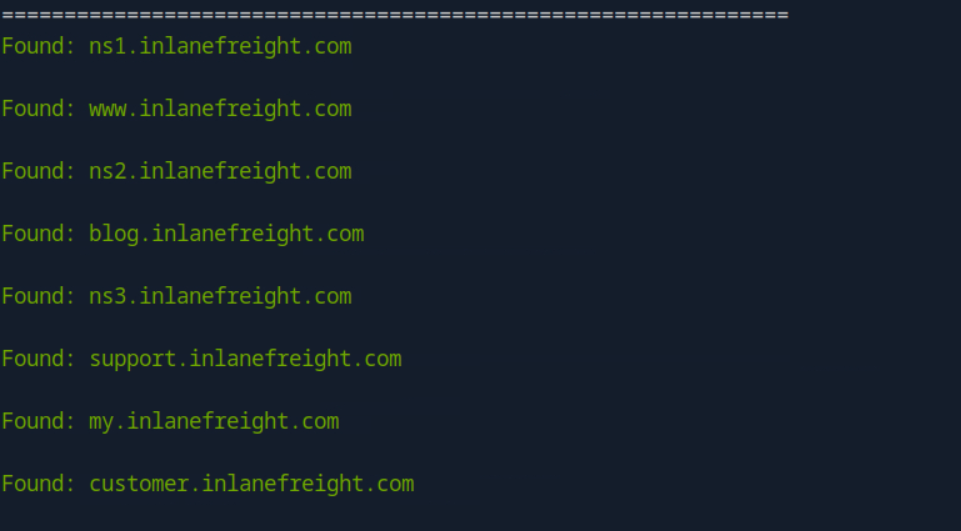 ===============================================================
Found: ns1.inlanefreight.com
Found: www.inlanefreight.com
Found: ns2.inlanefreight.com
Found: blog.inlanefreight.com
Found: ns3.inlanefreight.com
Found: support.inlanefreight.com
Found: my.inlanefreight.com
Found: customer.inlanefreight.com